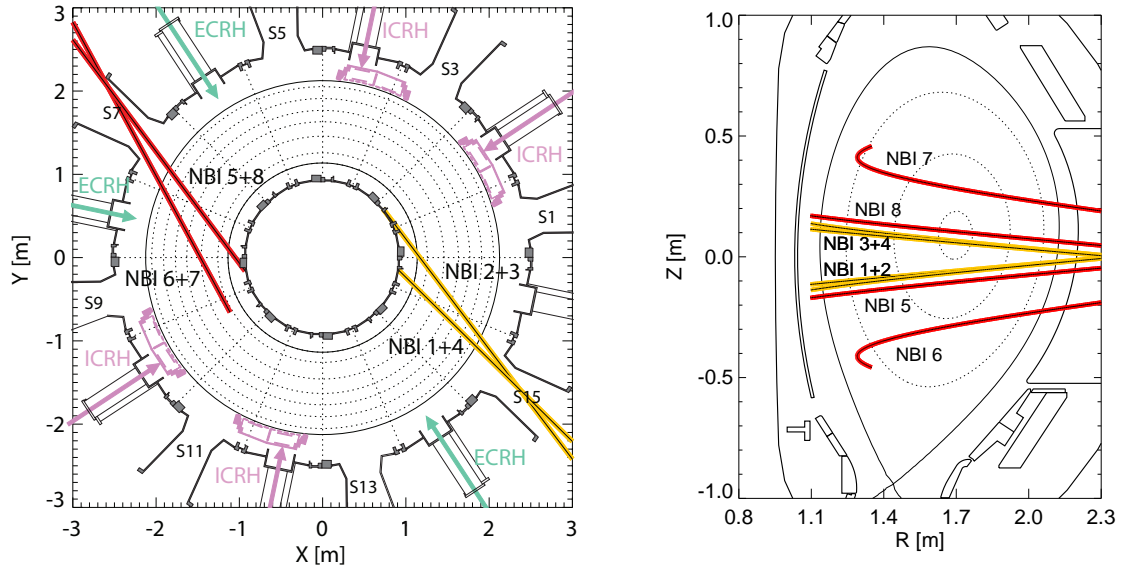 3
2
1
0
-1
-2
-3
Y [m]
-3
-2
-1
0
1
2
3
X [m]
ECRH
S5
ICRH
S3
S7
ICRH
NBI 5+8
ECRH
S1
NBI 2+3
NBI 6+7
S9
NBI 1+4
ICRH
S15
S11
ICRH
S13
ECRH
1.0
0.5
0.0
-0.5
-1.0
Z [m]
0.8
1.1
1.4
1.7
2.0
2.3
R [m]
NBI 7
NBI 8
NBI 3+4
NBI 1+2
NBI 5
NBI 6